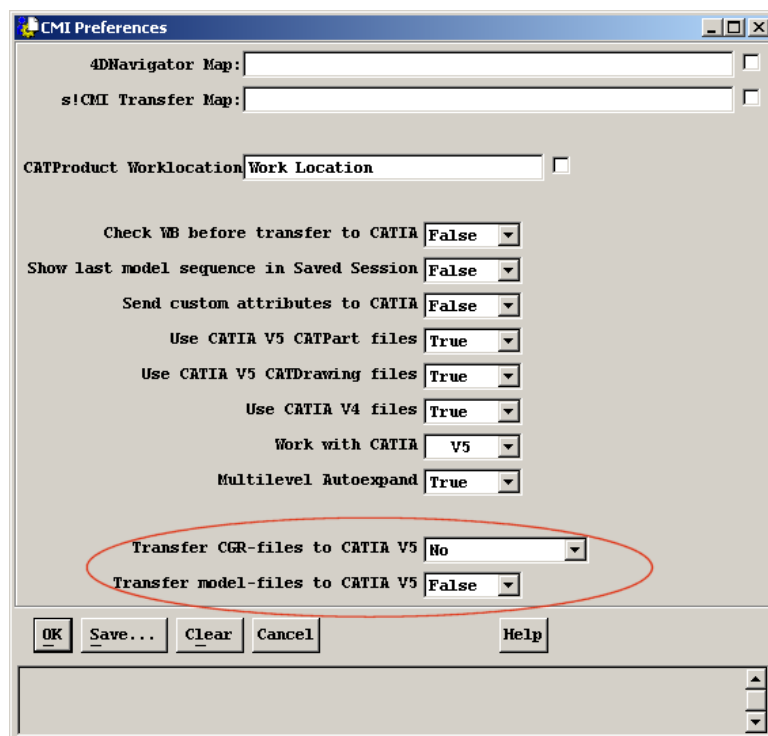 CMI Preferences
4DNavigator Map:
s!CMI Transfer Map:
CATProduct Worklocation Work Location
Check WB before transfer to CATIA False
Show last model sequence in Saved Session False
Send custom attributes to CATIA False
Use CATIA V5 CATPart files True
Use CATIA V5 CATDrawing files True
Use CATIA V4 files True
Work with CATIA V5
Multilevel Autoexpand True
Transfer CGR-files to CATIA V5 No
Transfer model-files to CATIA V5 False
OK Save... Clear Cancel Help